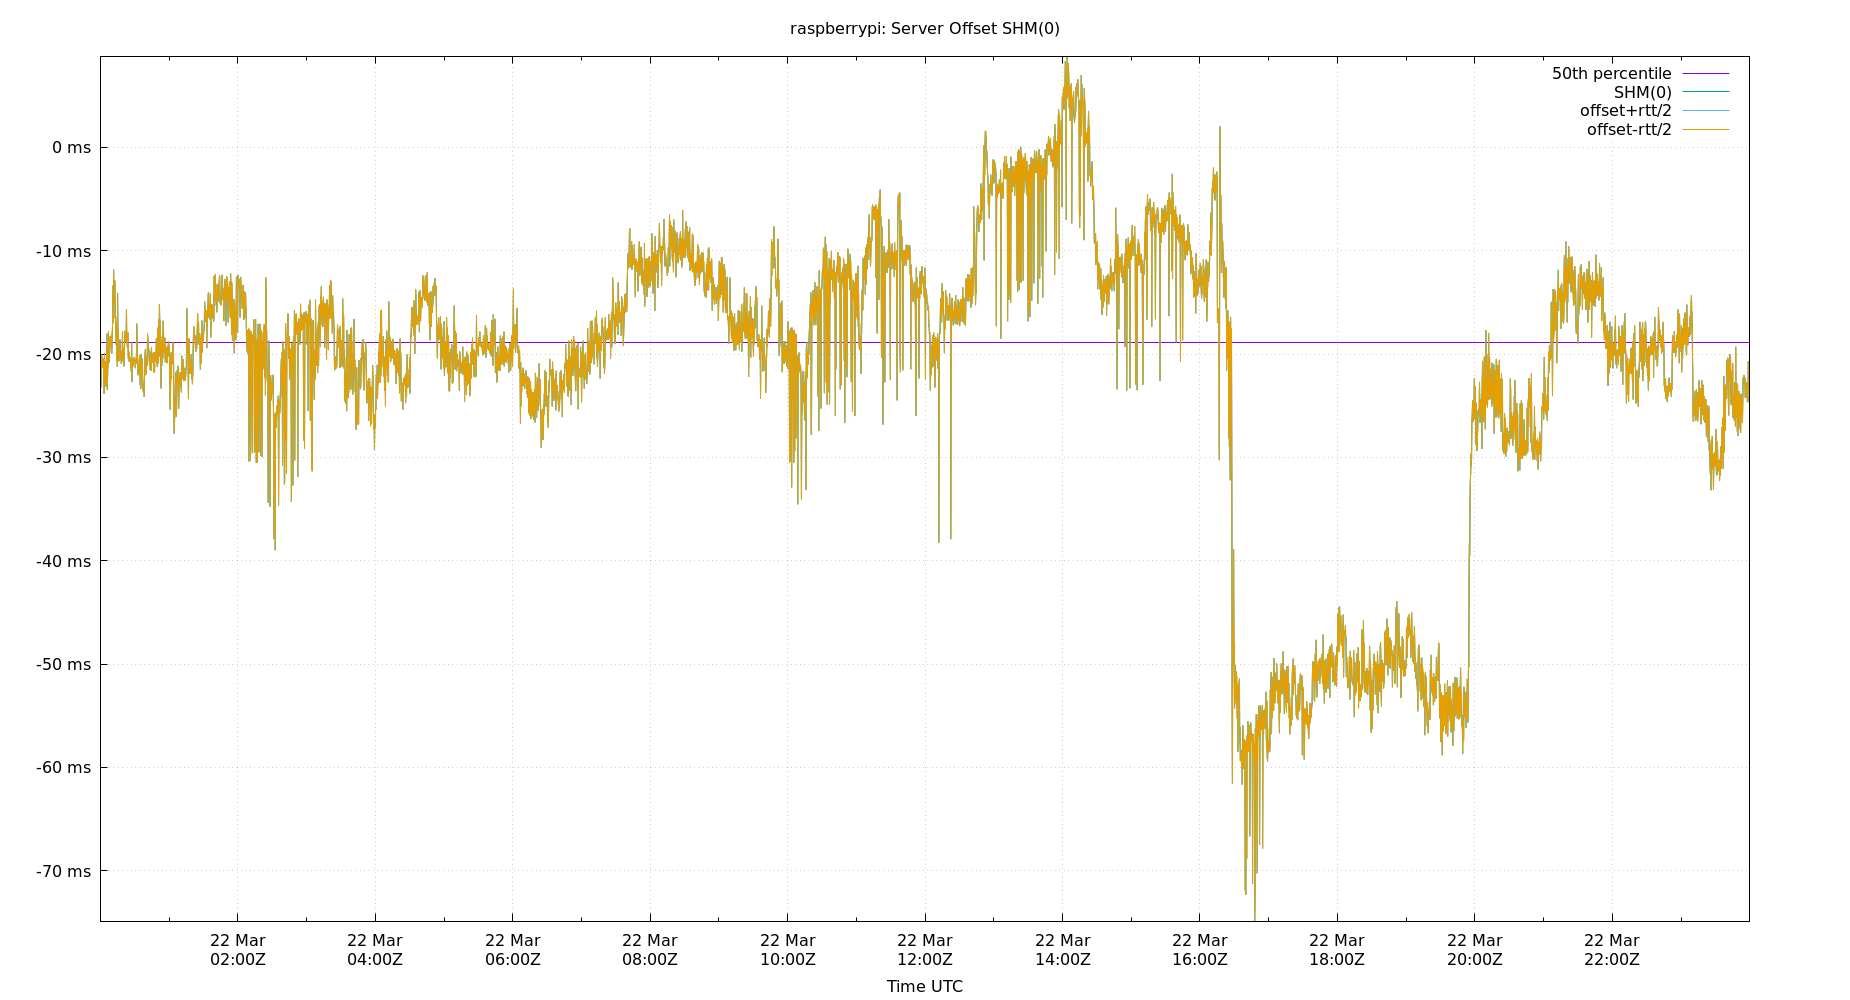 raspberrypi: Server Offset SHM(0)
50th percentile
SHM(0)
offset+rtt/2
offset-rtt/2
0 ms
-10 ms
-20 ms
-30 ms
-40 ms
-50 ms
-60 ms
-70 ms
22 Mar 22 Mar 22 Mar 22 Mar 22 Mar 22 Mar 22 Mar 22 Mar 22 Mar 22 Mar 22 Mar
02:00Z 04:00Z 06:00Z 08:00Z 10:00Z 12:00Z 14:00Z 16:00Z 18:00Z 20:00Z 22:00Z
Time UTC